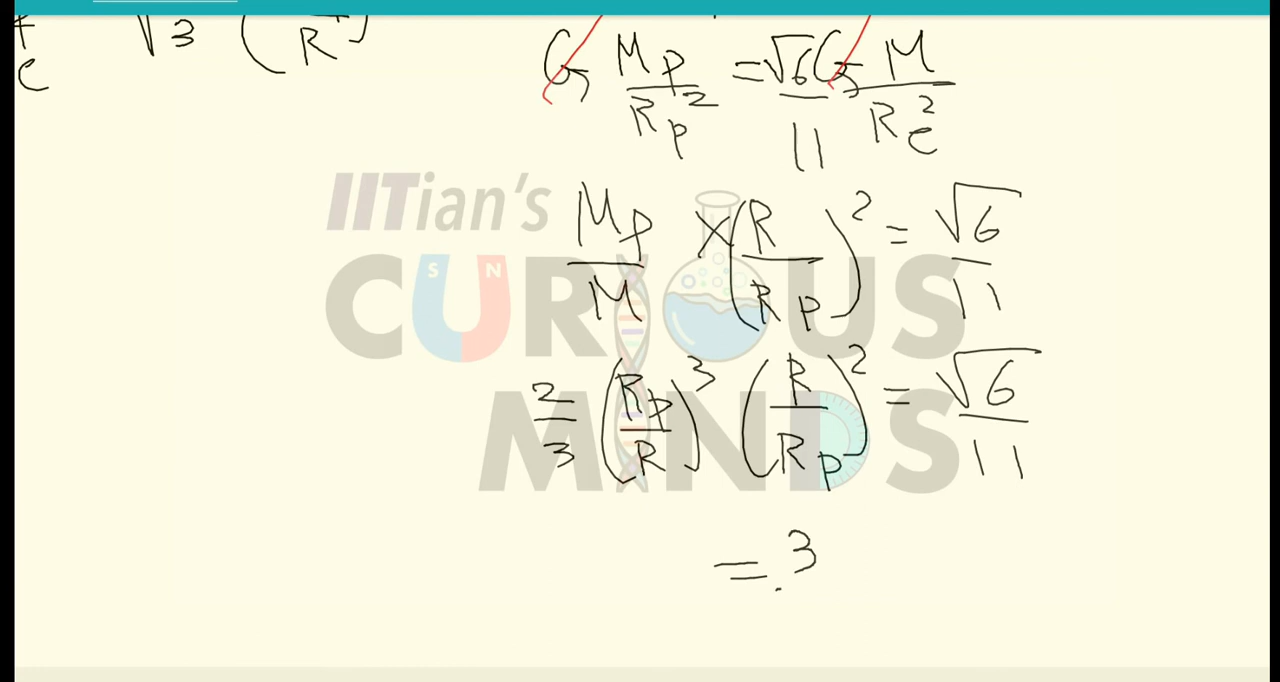 e √3 (R)
G Mp/Rp² = √6/11 G M/Re²
IITian's
Mp/M × (R/Rp)² = √6/11
CURIOUS
S N
2/3 (Rp/R)³ (R/Rp)² = √6/11
MINDS
= . 3